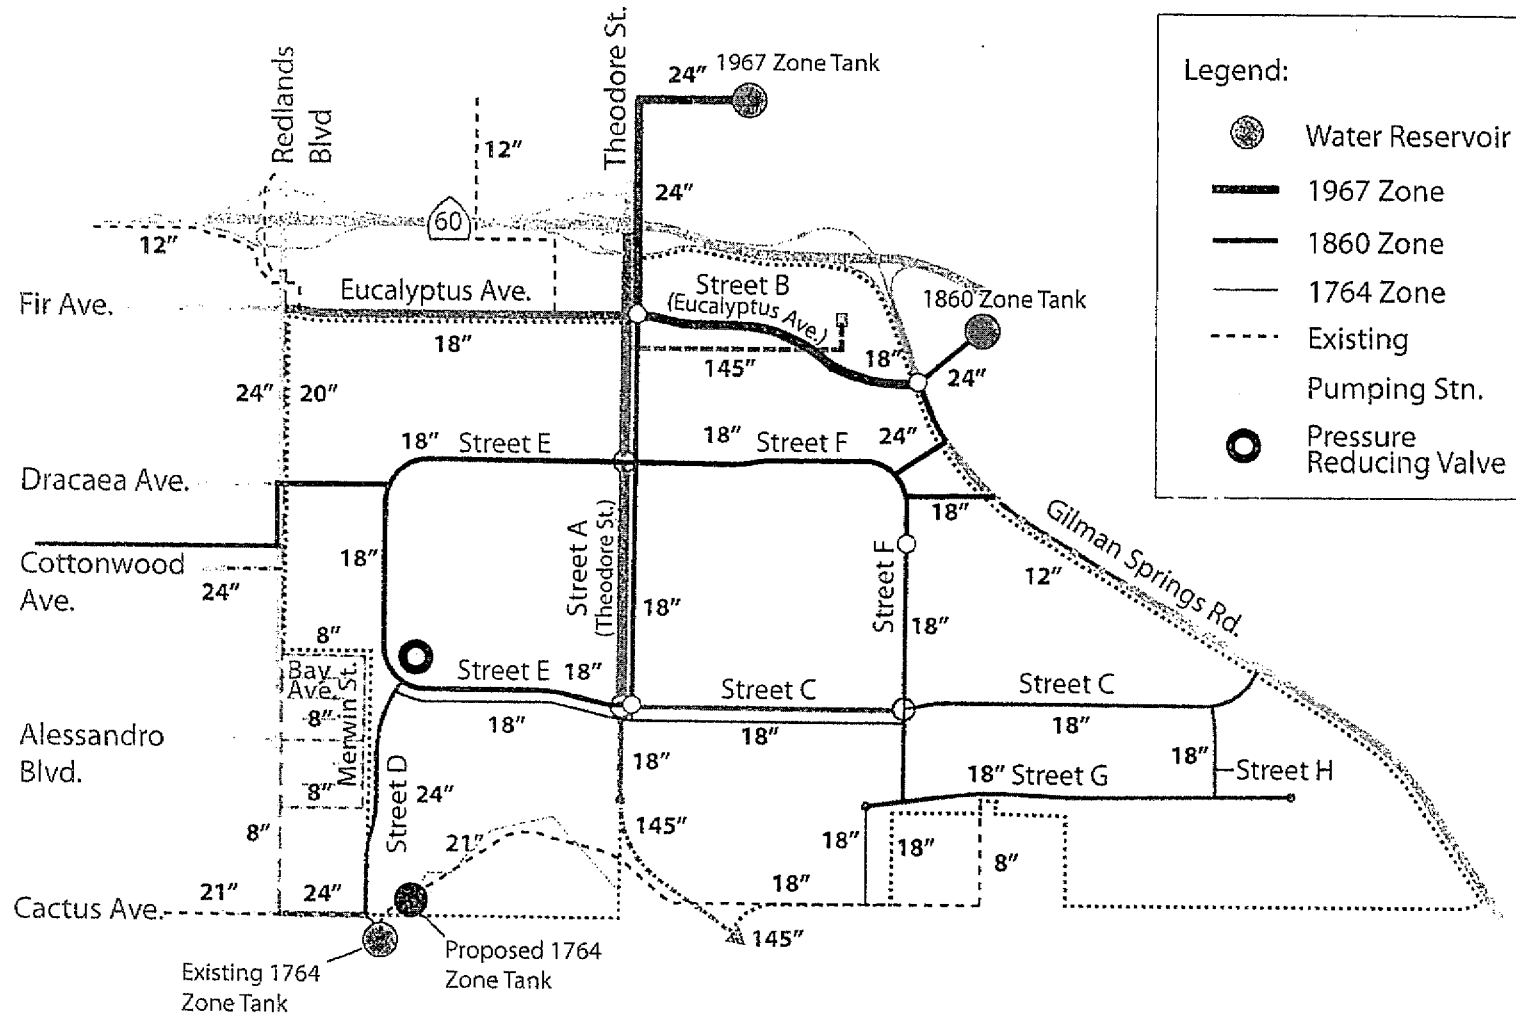 Redlands
Blvd
Theodore St.
24" 1967 Zone Tank
12"
24"
60
12"
Fir Ave.
Eucalyptus Ave.
Street B
(Eucalyptus Ave.)
1860 Zone Tank
18"
145"
18"
24"
24"
20"
18"
Street E
18"
Street F
24"
Dracaea Ave.
18"
Gilman Springs Rd.
Cottonwood
Ave.
24"
18"
Street A
(Theodore St.)
18"
Street F
18"
12"
8"
Bay
Ave.
Merwin St.
8"
8"
Street E
18"
Street C
Street C
18"
18"
18"
Alessandro
Blvd.
18"
18"
Street H
18"
Street G
Street D
24"
8"
21"
145"
18"
18"
8"
18"
Cactus Ave.
21"
24"
145"
Existing 1764
Zone Tank
Proposed 1764
Zone Tank
Legend:
Water Reservoir
1967 Zone
1860 Zone
1764 Zone
Existing
Pumping Stn.
Pressure
Reducing Valve